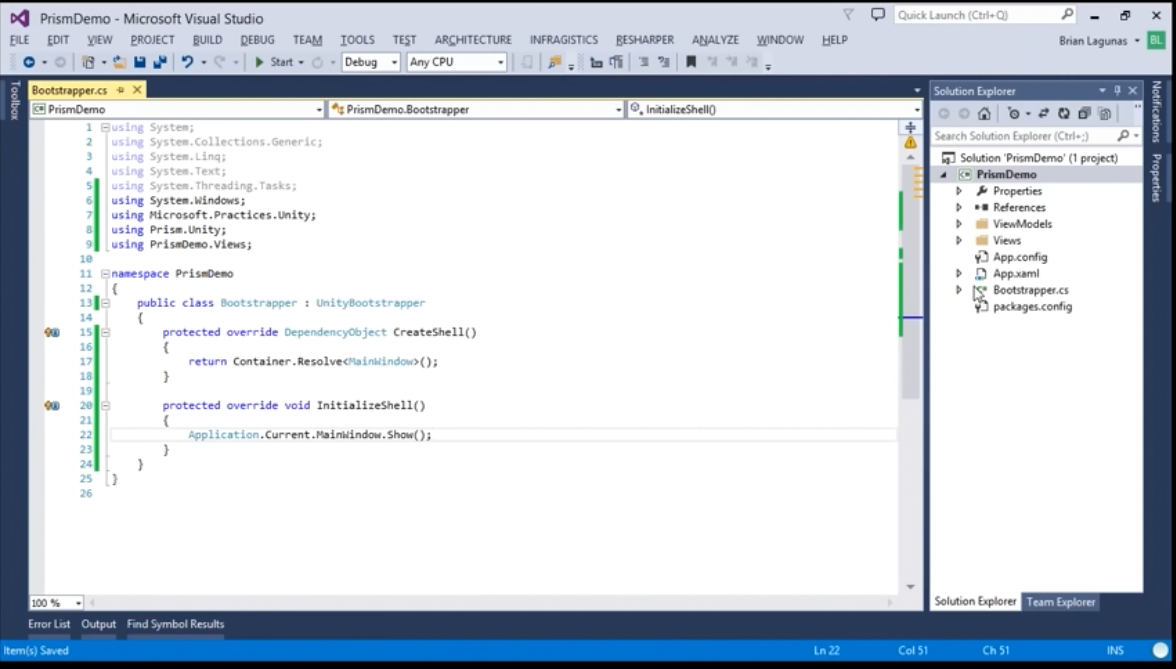 PrismDemo - Microsoft Visual Studio
Quick Launch (Ctrl+Q)
FILE EDIT VIEW PROJECT BUILD DEBUG TEAM TOOLS TEST ARCHITECTURE INFRAGISTICS RESHARPER ANALYZE WINDOW HELP
Brian Lagunas BL
Start Debug Any CPU
Toolbox
Bootstrapper.cs
PrismDemo PrismDemo.Bootstrapper InitializeShell()
1 using System;
2 using System.Collections.Generic;
3 using System.Linq;
4 using System.Text;
5 using System.Threading.Tasks;
6 using System.Windows;
7 using Microsoft.Practices.Unity;
8 using Prism.Unity;
9 using PrismDemo.Views;
10
11 namespace PrismDemo
12 {
13 public class Bootstrapper : UnityBootstrapper
14 {
15 protected override DependencyObject CreateShell()
16 {
17 return Container.Resolve<MainWindow>();
18 }
19
20 protected override void InitializeShell()
21 {
22 Application.Current.MainWindow.Show();
23 }
24 }
25 }
26
100 %
Solution Explorer
Search Solution Explorer (Ctrl+;)
Solution 'PrismDemo' (1 project)
PrismDemo
Properties
References
ViewModels
Views
App.config
App.xaml
Bootstrapper.cs
packages.config
Solution Explorer Team Explorer
Notifications
Properties
Error List Output Find Symbol Results
Item(s) Saved Ln 22 Col 51 Ch 51 INS